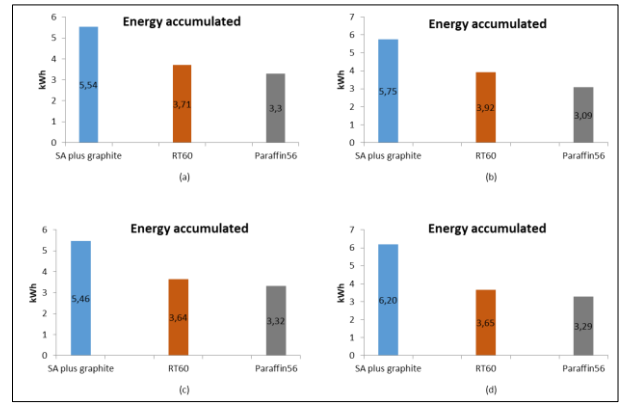 Energy accumulated
6
5
4
3
2
1
0
kWh
5,54
3,71
3,3
SA plus graphite RT60 Paraffin56
(a)
Energy accumulated
7
6
5
4
3
2
1
0
kWh
5,75
3,92
3,09
SA plus graphite RT60 Paraffin56
(b)
Energy accumulated
6
5
4
3
2
1
0
kWh
5,46
3,64
3,32
SA plus graphite RT60 Paraffin56
(c)
Energy accumulated
7
6
5
4
3
2
1
0
kWh
6,20
3,65
3,29
SA plus graphite RT60 Paraffin56
(d)